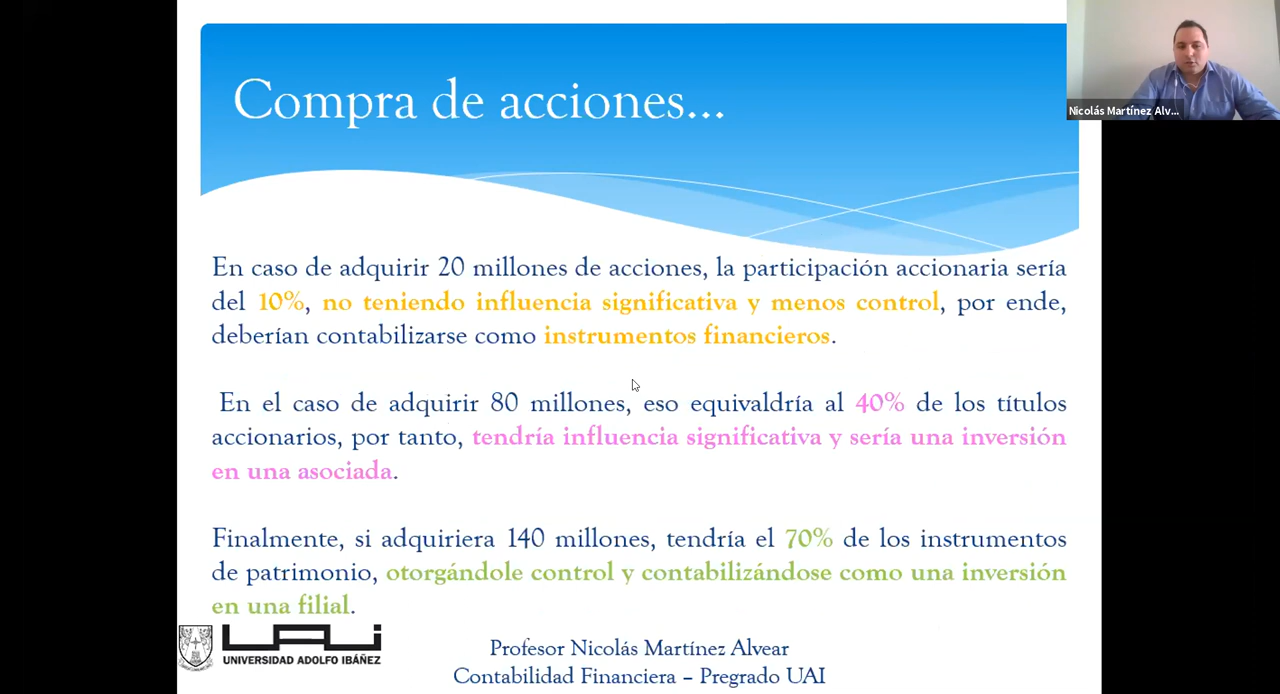 Compra de acciones...
Nicolás Martínez Alv...
En caso de adquirir 20 millones de acciones, la participación accionaria sería
del 10%, no teniendo influencia significativa y menos control, por ende,
deberían contabilizarse como instrumentos financieros.
En el caso de adquirir 80 millones, eso equivaldría al 40% de los títulos
accionarios, por tanto, tendría influencia significativa y sería una inversión
en una asociada.
Finalmente, si adquiriera 140 millones, tendría el 70% de los instrumentos
de patrimonio, otorgándole control y contabilizándose como una inversión
en una filial.
UAI
UNIVERSIDAD ADOLFO IBÁÑEZ
Profesor Nicolás Martínez Alvear
Contabilidad Financiera – Pregrado UAI